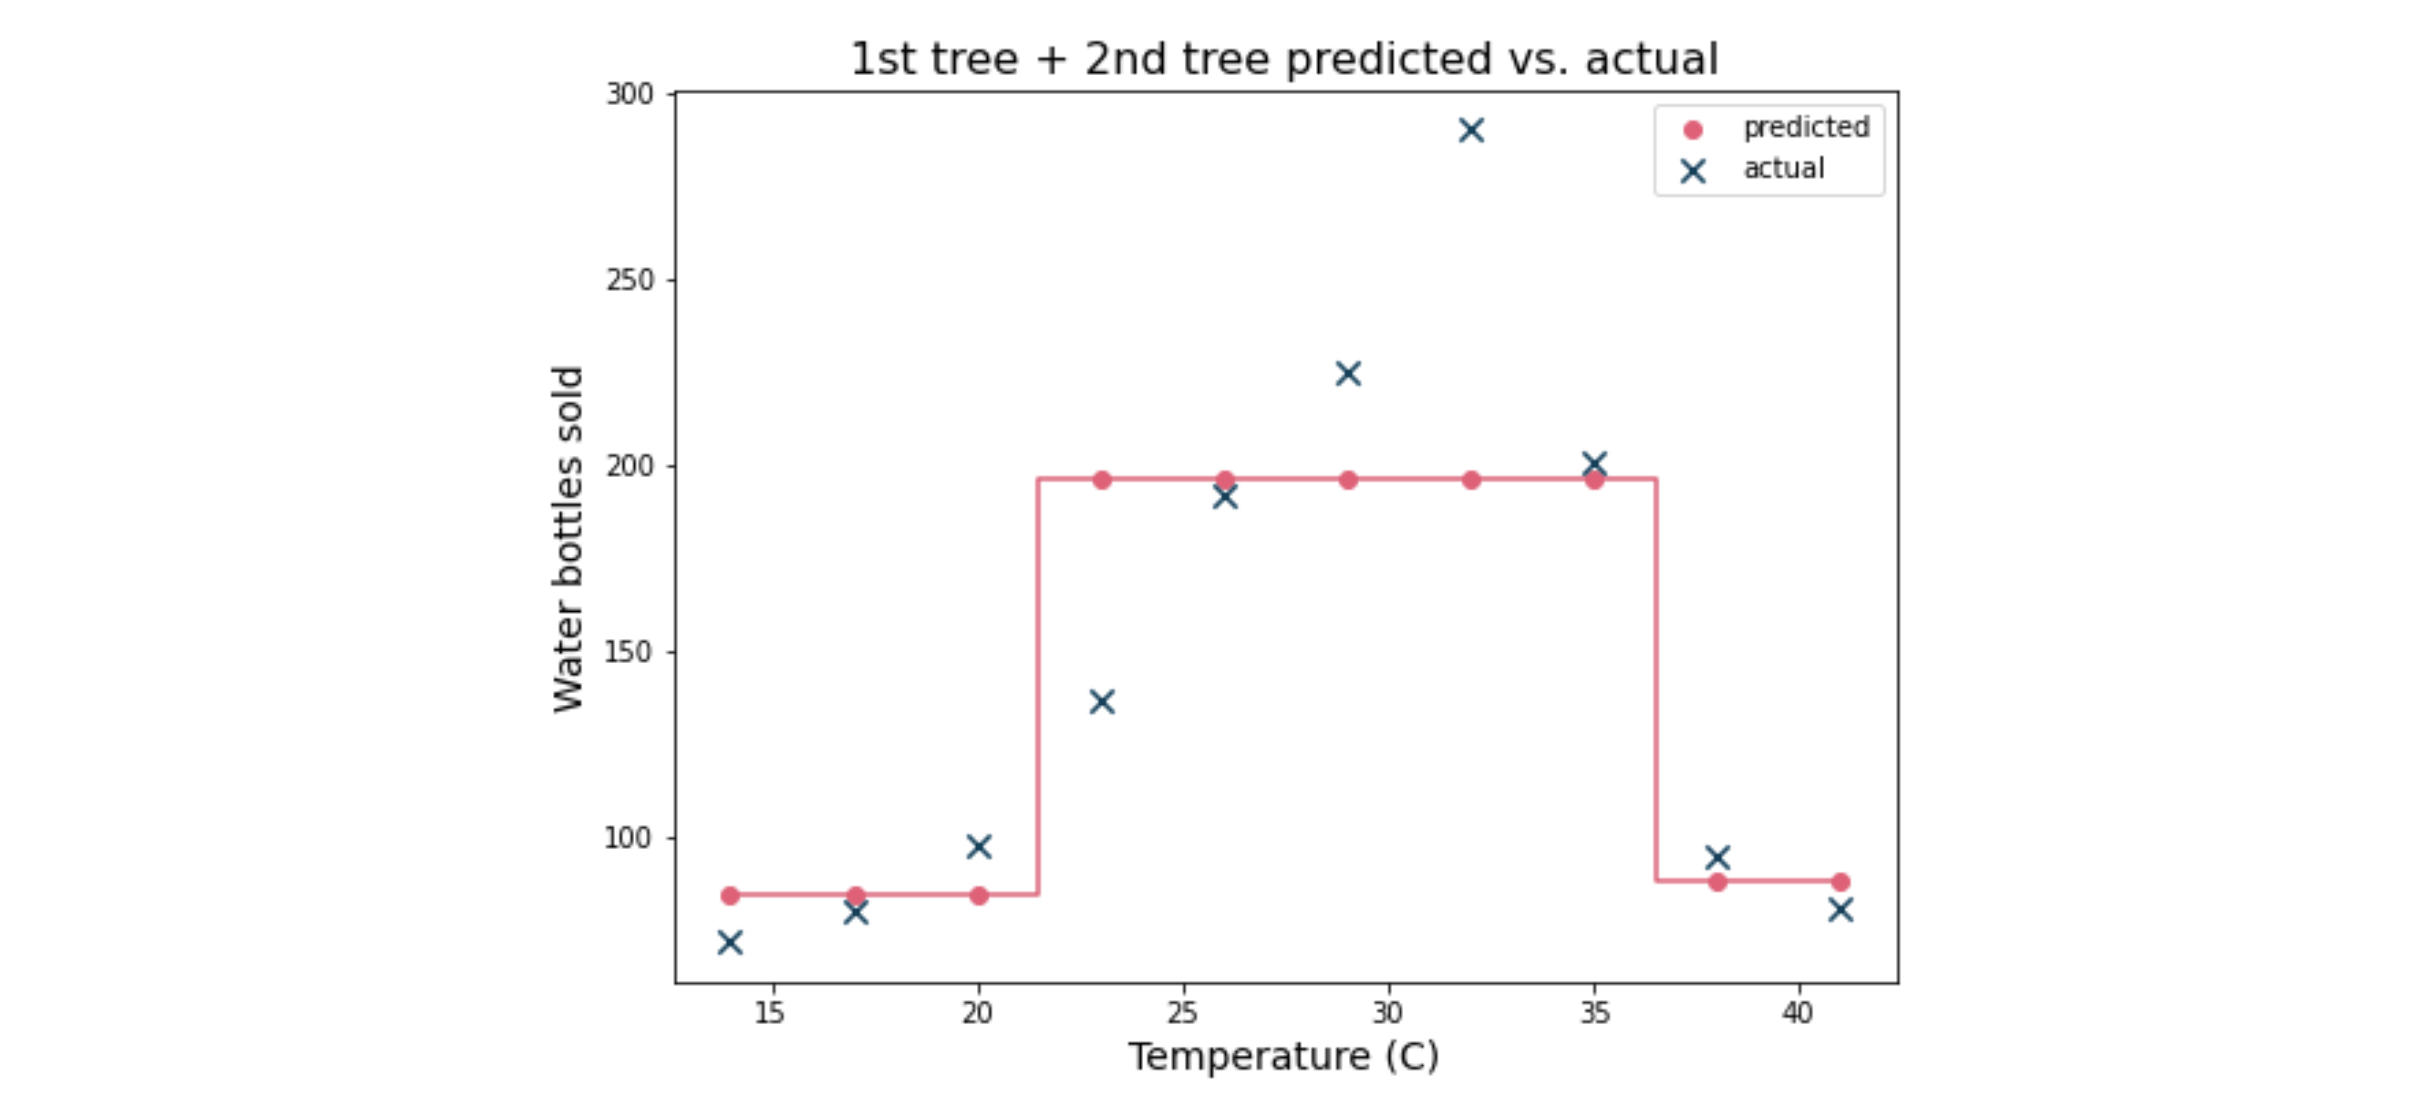 1st tree + 2nd tree predicted vs. actual
300
250
200
150
100
Water bottles sold
predicted
actual
15 20 25 30 35 40
Temperature (C)